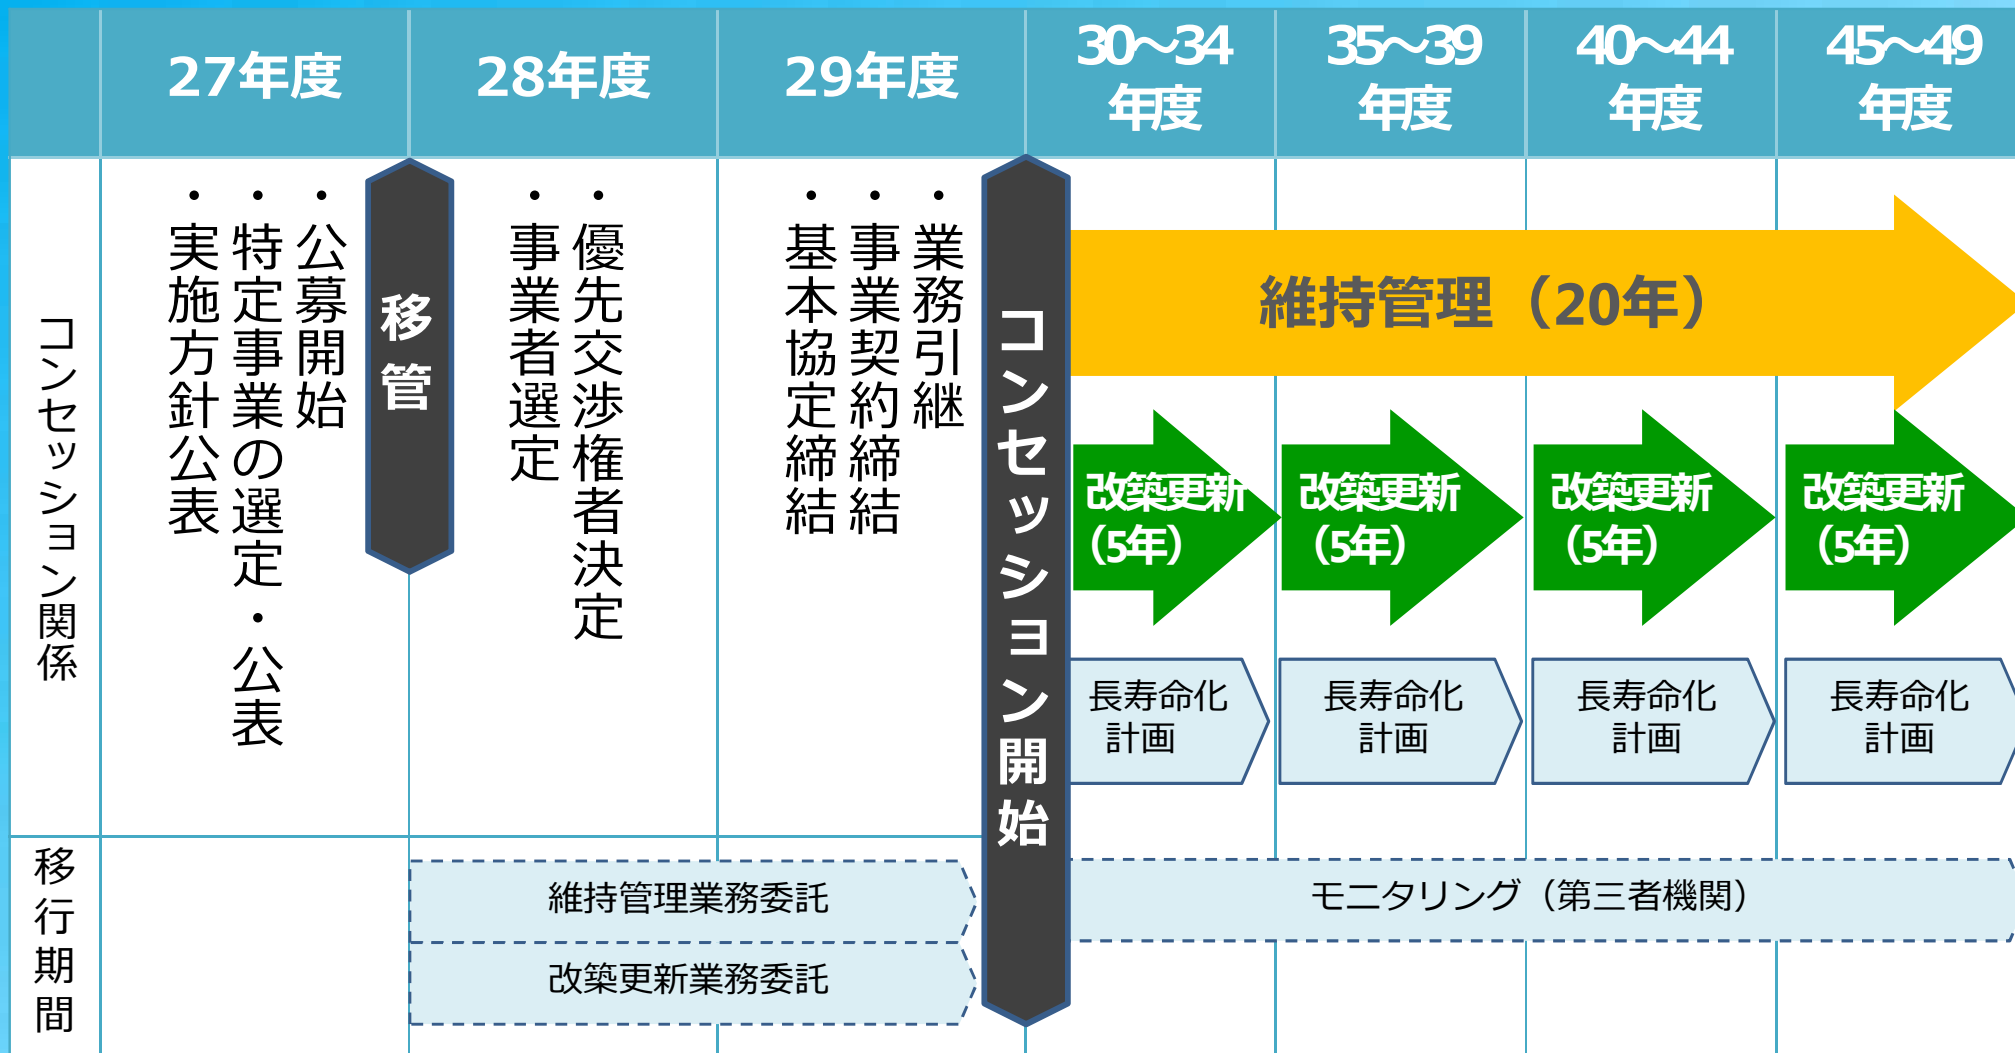 27年度
28年度
29年度
30～34
年度
35～39
年度
40～44
年度
45～49
年度
コンセッション関係
・公募開始
・特定事業の選定・公表
・実施方針公表
移管
・優先交渉権者決定
・事業者選定
・業務引継
・事業契約締結
・基本協定締結
コンセッション開始
維持管理（20年）
改築更新
（5年）
改築更新
（5年）
改築更新
（5年）
改築更新
（5年）
長寿命化
計画
長寿命化
計画
長寿命化
計画
長寿命化
計画
移行期間
維持管理業務委託
改築更新業務委託
モニタリング（第三者機関）